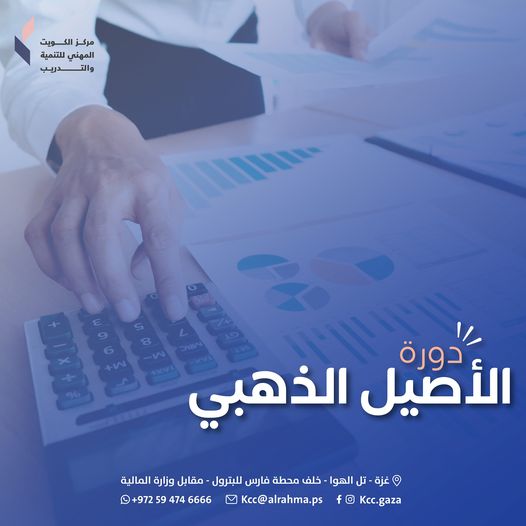 مركز الكويت
المهني للتنمية
والتدريب
دورة
الأصيل الذهبي
غزة - تل الهوا - خلف محطة فارس للبترول - مقابل وزارة المالية
+972 59 474 6666 Kcc@alrahma.ps Kcc.gaza